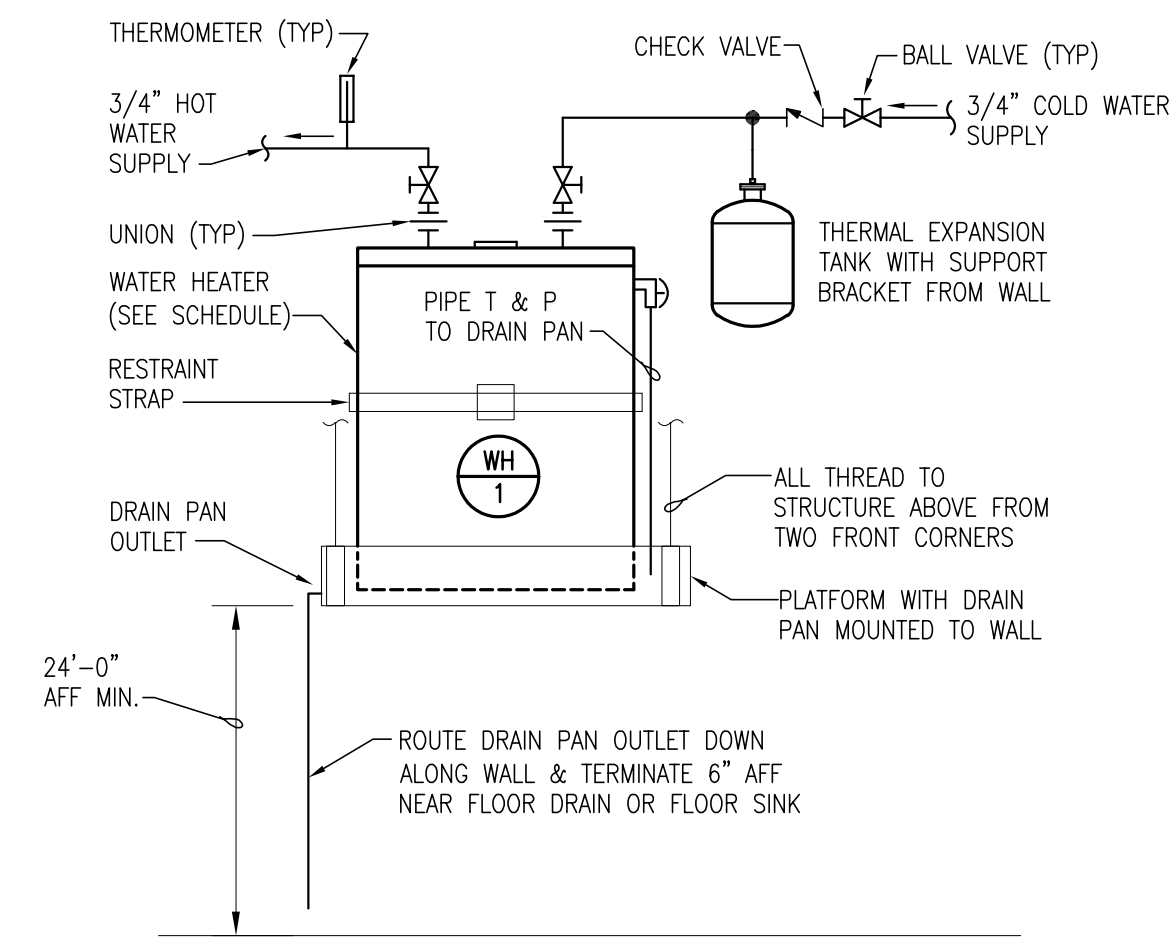 THERMOMETER (TYP)
3/4" HOT
WATER
SUPPLY
UNION (TYP)
WATER HEATER
(SEE SCHEDULE)
RESTRAINT
STRAP
DRAIN PAN
OUTLET
24'-0"
AFF MIN.
CHECK VALVE
BALL VALVE (TYP)
3/4" COLD WATER
SUPPLY
THERMAL EXPANSION
TANK WITH SUPPORT
BRACKET FROM WALL
PIPE T & P
TO DRAIN PAN
WH
1
ALL THREAD TO
STRUCTURE ABOVE FROM
TWO FRONT CORNERS
PLATFORM WITH DRAIN
PAN MOUNTED TO WALL
ROUTE DRAIN PAN OUTLET DOWN
ALONG WALL & TERMINATE 6" AFF
NEAR FLOOR DRAIN OR FLOOR SINK